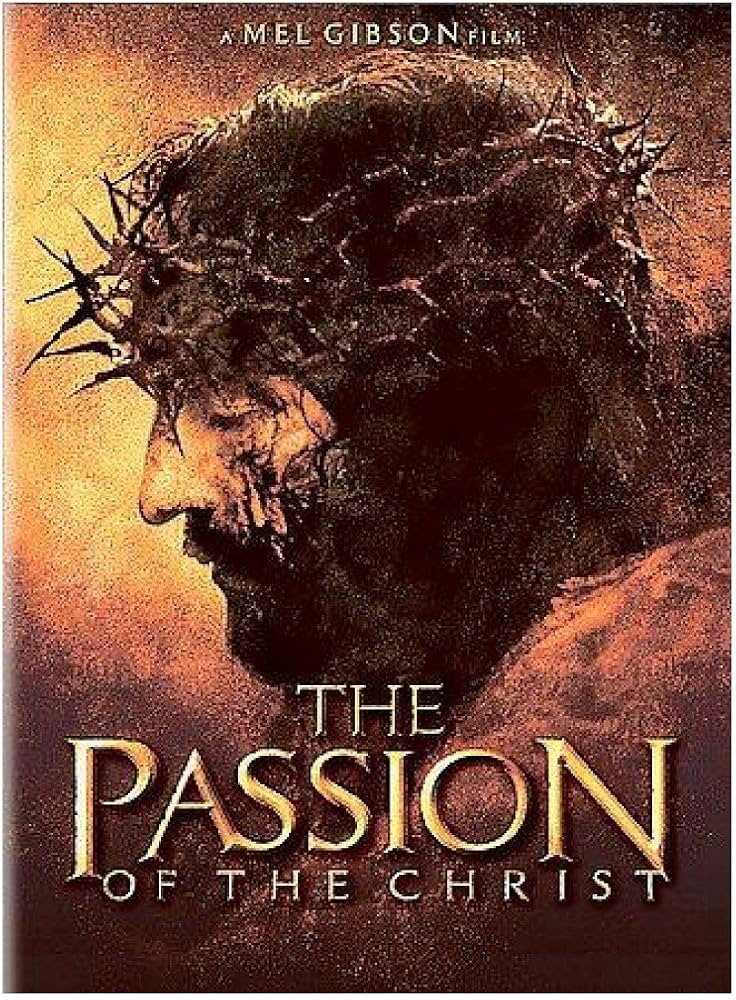 A MEL GIBSON FILM
THE
PASSION
OF THE CHRIST